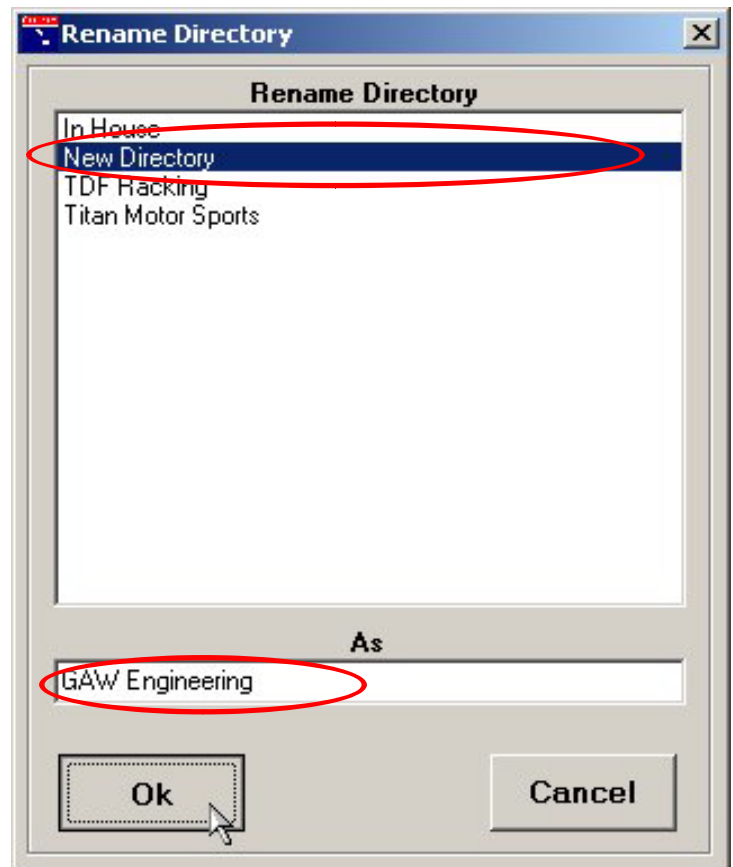 Rename Directory
Rename Directory
In House
New Directory
TDF Racking
Titan Motor Sports
As
GAW Engineering
Ok
Cancel